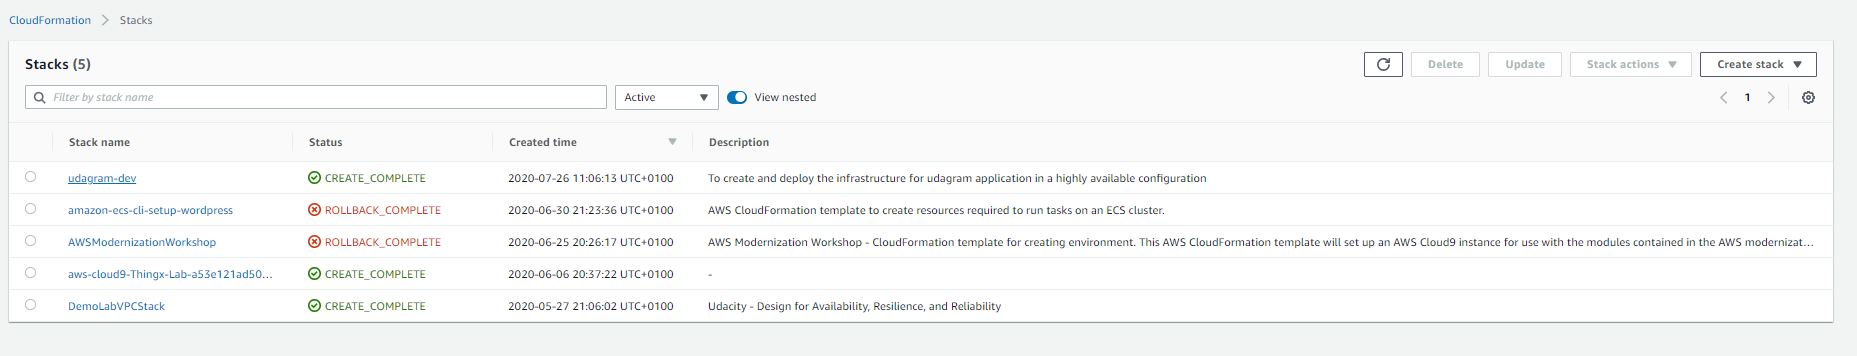 CloudFormation > Stacks
Stacks (5)
Delete
Update
Stack actions
Create stack
Filter by stack name
Active
View nested
1
Stack name Status Created time Description
udagram-dev CREATE_COMPLETE 2020-07-26 11:06:13 UTC+0100 To create and deploy the infrastructure for udagram application in a highly available configuration
amazon-ecs-cli-setup-wordpress ROLLBACK_COMPLETE 2020-06-30 21:23:36 UTC+0100 AWS CloudFormation template to create resources required to run tasks on an ECS cluster.
AWSModernizationWorkshop ROLLBACK_COMPLETE 2020-06-25 20:26:17 UTC+0100 AWS Modernization Workshop - CloudFormation template for creating environment. This AWS CloudFormation template will set up an AWS Cloud9 instance for use with the modules contained in the AWS modernizat...
aws-cloud9-Thingx-Lab-a53e121ad50... CREATE_COMPLETE 2020-06-06 20:37:22 UTC+0100 -
DemoLabVPCStack CREATE_COMPLETE 2020-05-27 21:06:02 UTC+0100 Udacity - Design for Availability, Resilience, and Reliability